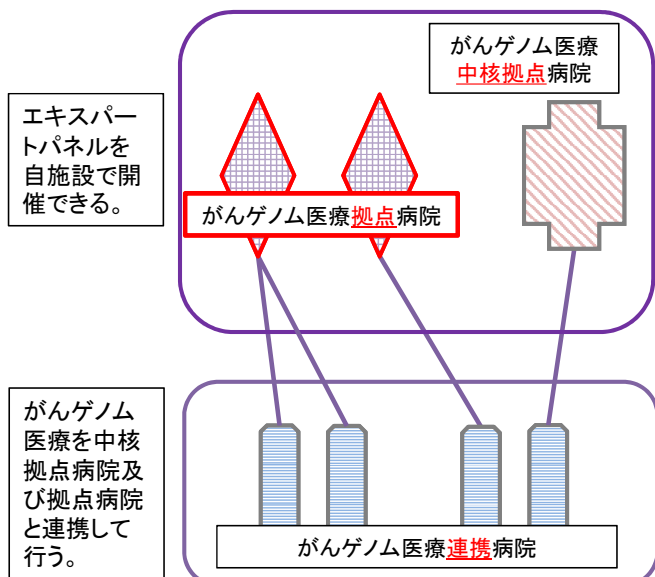 がんゲノム医療
中核拠点病院
エキスパー
トパネルを
自施設で開
催できる。
がんゲノム医療拠点病院
がんゲノム
医療を中核
拠点病院及
び拠点病院
と連携して
行う。
がんゲノム医療連携病院